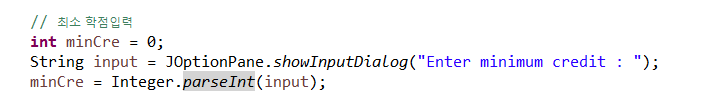 // 최소 학점입력
int minCre = 0;
String input = JOptionPane.showInputDialog("Enter minimum credit : ");
minCre = Integer.parseInt(input);